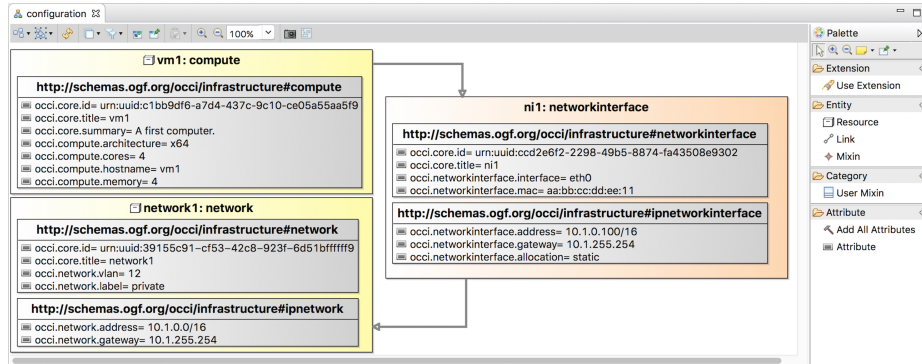 configuration
100%
vm1: compute
http://schemas.ogf.org/occi/infrastructure#compute
occi.core.id= urn:uuid:c1bb9df6-a7d4-437c-9c10-ce05a55aa5f9
occi.core.title= vm1
occi.core.summary= A first computer.
occi.compute.architecture= x64
occi.compute.cores= 4
occi.compute.hostname= vm1
occi.compute.memory= 4
network1: network
http://schemas.ogf.org/occi/infrastructure#network
occi.core.id= urn:uuid:39155c91-cf53-42c8-923f-6d51bffffff9
occi.core.title= network1
occi.network.vlan= 12
occi.network.label= private
http://schemas.ogf.org/occi/infrastructure#ipnetwork
occi.network.address= 10.1.0.0/16
occi.network.gateway= 10.1.255.254
ni1: networkinterface
http://schemas.ogf.org/occi/infrastructure#networkinterface
occi.core.id= urn:uuid:ccd2e6f2-2298-49b5-8874-fa43508e9302
occi.core.title= ni1
occi.networkinterface.interface= eth0
occi.networkinterface.mac= aa:bb:cc:dd:ee:11
http://schemas.ogf.org/occi/infrastructure#ipnetworkinterface
occi.networkinterface.address= 10.1.0.100/16
occi.networkinterface.gateway= 10.1.255.254
occi.networkinterface.allocation= static
Palette
Extension
Use Extension
Entity
Resource
Link
Mixin
Category
User Mixin
Attribute
Add All Attributes
Attribute